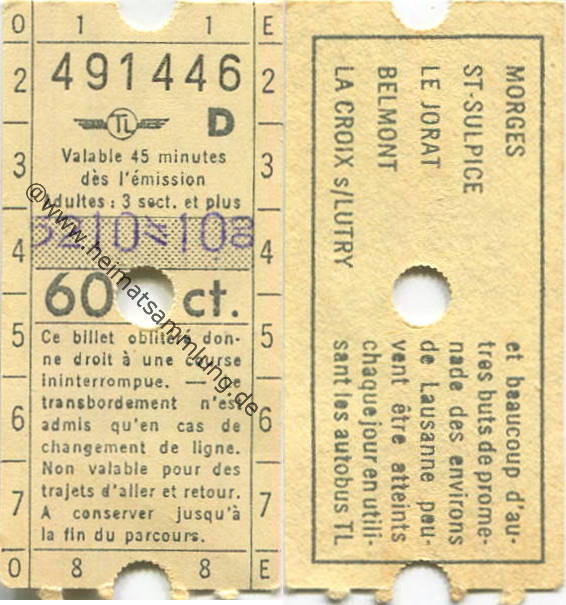 O 1 1 E
2 491446 2
TL D
Valable 45 minutes
3 dès l'émission 3
Adultes : 3 sect. et plus
210 108
4 4
60 ct.
5 Ce billet oblitéré don- 5
ne droit à une course
ininterrompue. — Le
6 transbordement n'est 6
admis qu'en cas de
changement de ligne.
Non valable pour des
7 trajets d'aller et retour. 7
A conserver jusqu'à
la fin du parcours.
O 8 8 E
@www.heimatsammlung.de
MORGES
ST-SULPICE
LE JORAT
BELMONT
LA CROIX s/LUTRY
et beaucoup d'au-
tres buts de prome-
nade des environs
de Lausanne peu-
vent être atteints
chaque jour en utili-
sant les autobus TL